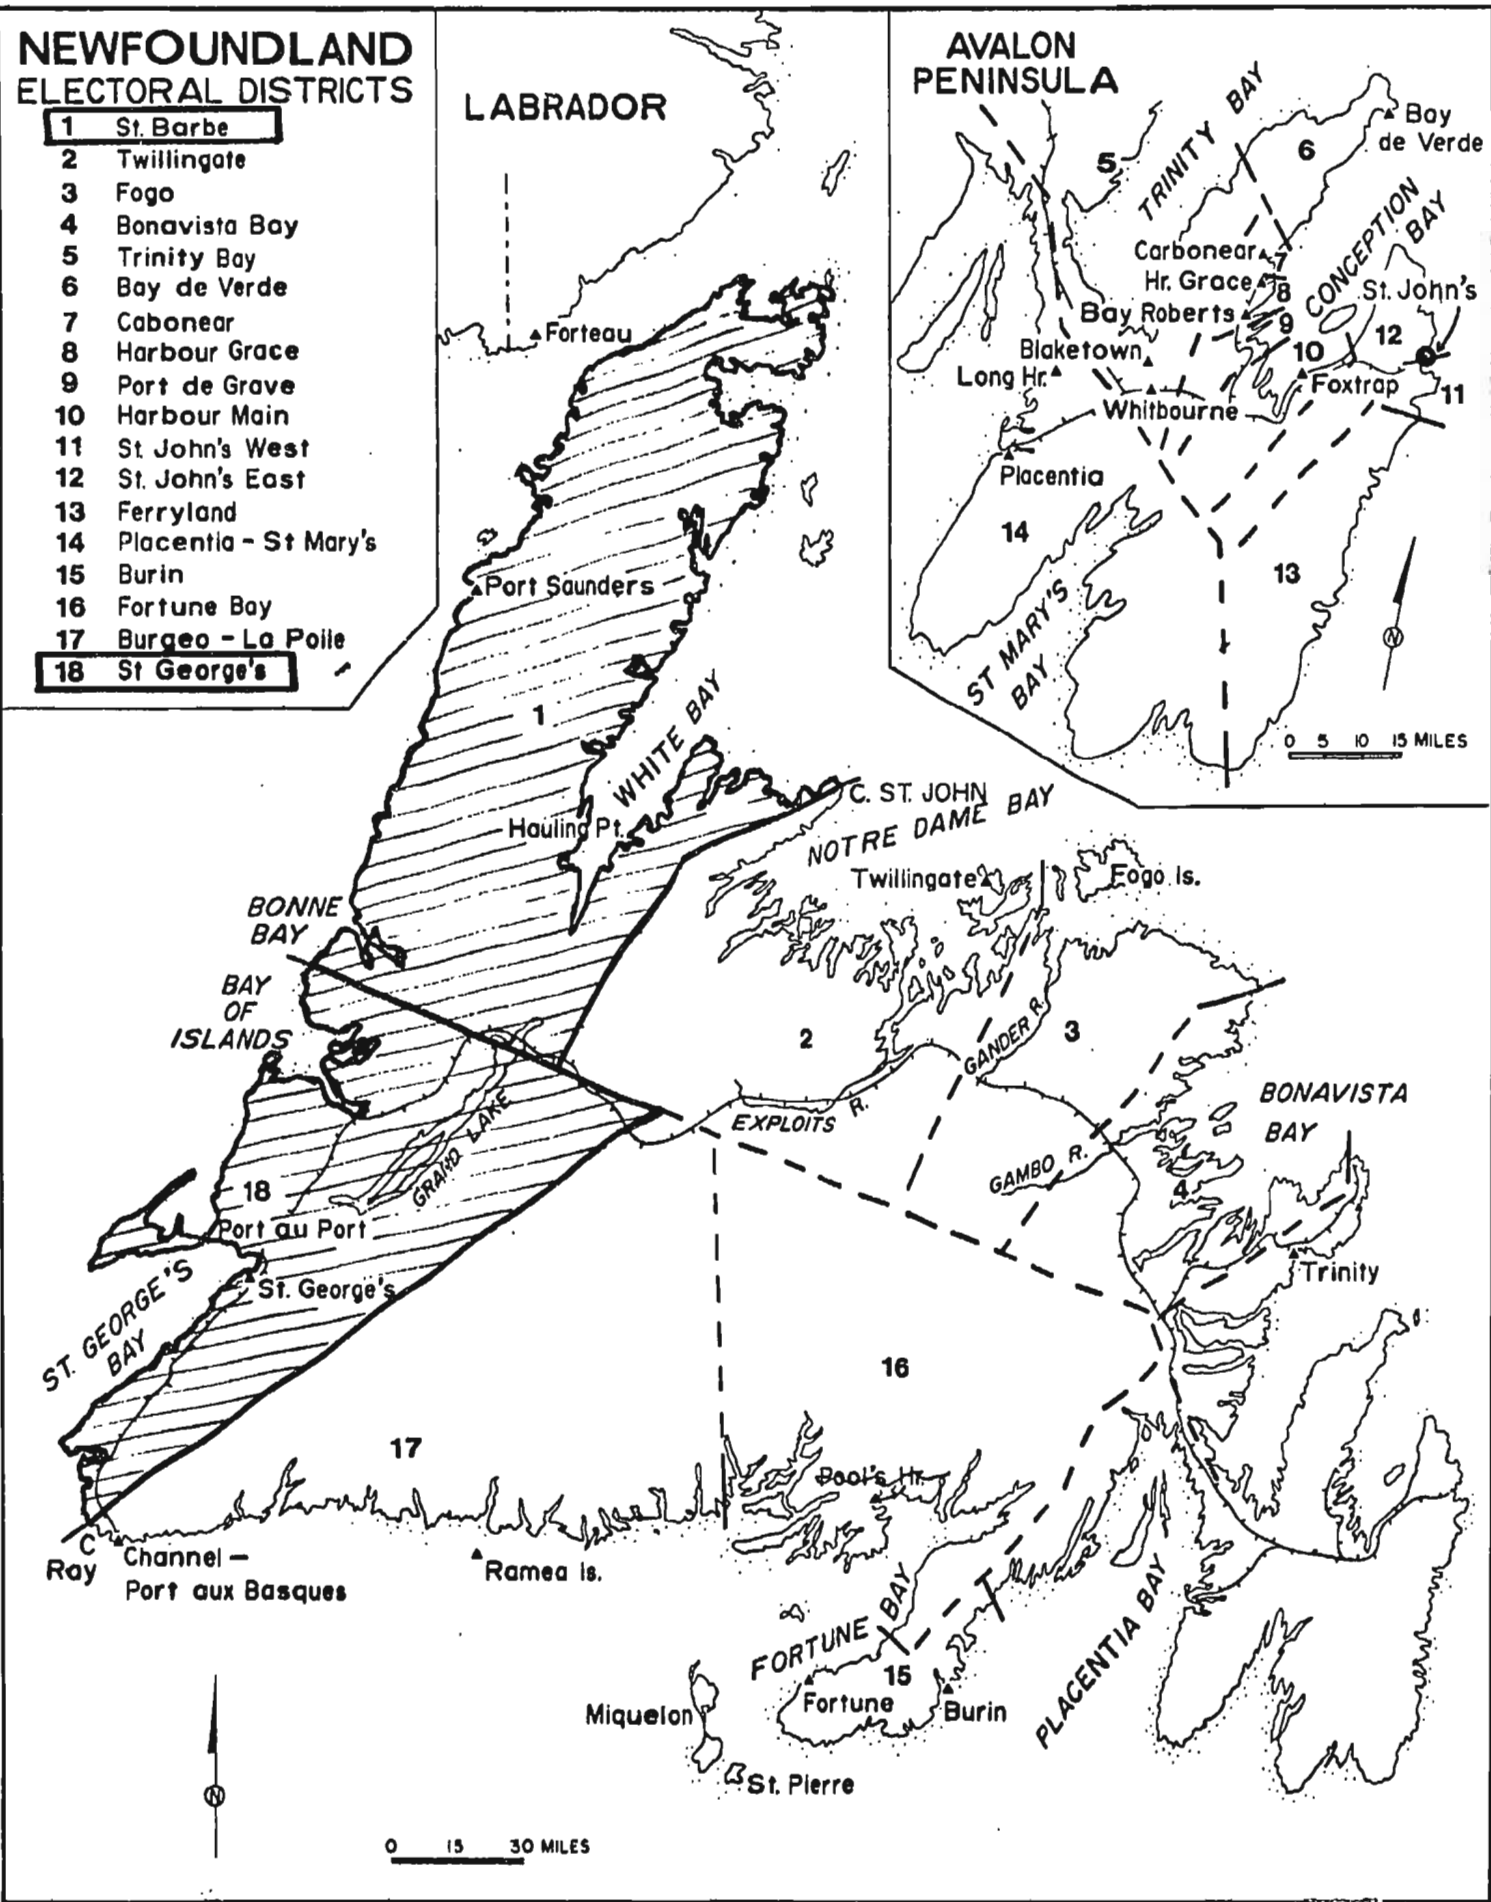 NEWFOUNDLAND
ELECTORAL DISTRICTS
1 St. Barbe
2 Twillingate
3 Fogo
4 Bonavista Bay
5 Trinity Bay
6 Bay de Verde
7 Cabonear
8 Harbour Grace
9 Port de Grave
10 Harbour Main
11 St. John's West
12 St. John's East
13 Ferryland
14 Placentia - St Mary's
15 Burin
16 Fortune Bay
17 Burgeo - La Poile
18 St George's
LABRADOR
AVALON
PENINSULA
TRINITY BAY
Bay
de Verde
5
6
CONCEPTION
BAY
Carbonear
7
Hr. Grace
8
St. John's
Bay Roberts
9
12
Blaketown
10
Long Hr.
Foxtrap
11
Whitbourne
Placentia
14
13
ST MARY'S
BAY
N
0 5 10 15 MILES
Forteau
Port Saunders
1
WHITE BAY
Hauling Pt.
C. ST. JOHN
NOTRE DAME BAY
Twillingate
Fogo Is.
BONNE
BAY
BAY
OF
ISLANDS
2
GANDER R.
3
GRAND LAKE
EXPLOITS R.
BONAVISTA
BAY
GAMBO R.
4
18
Port au Port
St. George's
ST. GEORGE'S
BAY
Trinity
16
17
Pool's Hr.
C
Ray
Channel -
Port aux Basques
Ramea Is.
FORTUNE BAY
15
Fortune
Burin
PLACENTIA BAY
Miquelon
St. Pierre
N
0 15 30 MILES